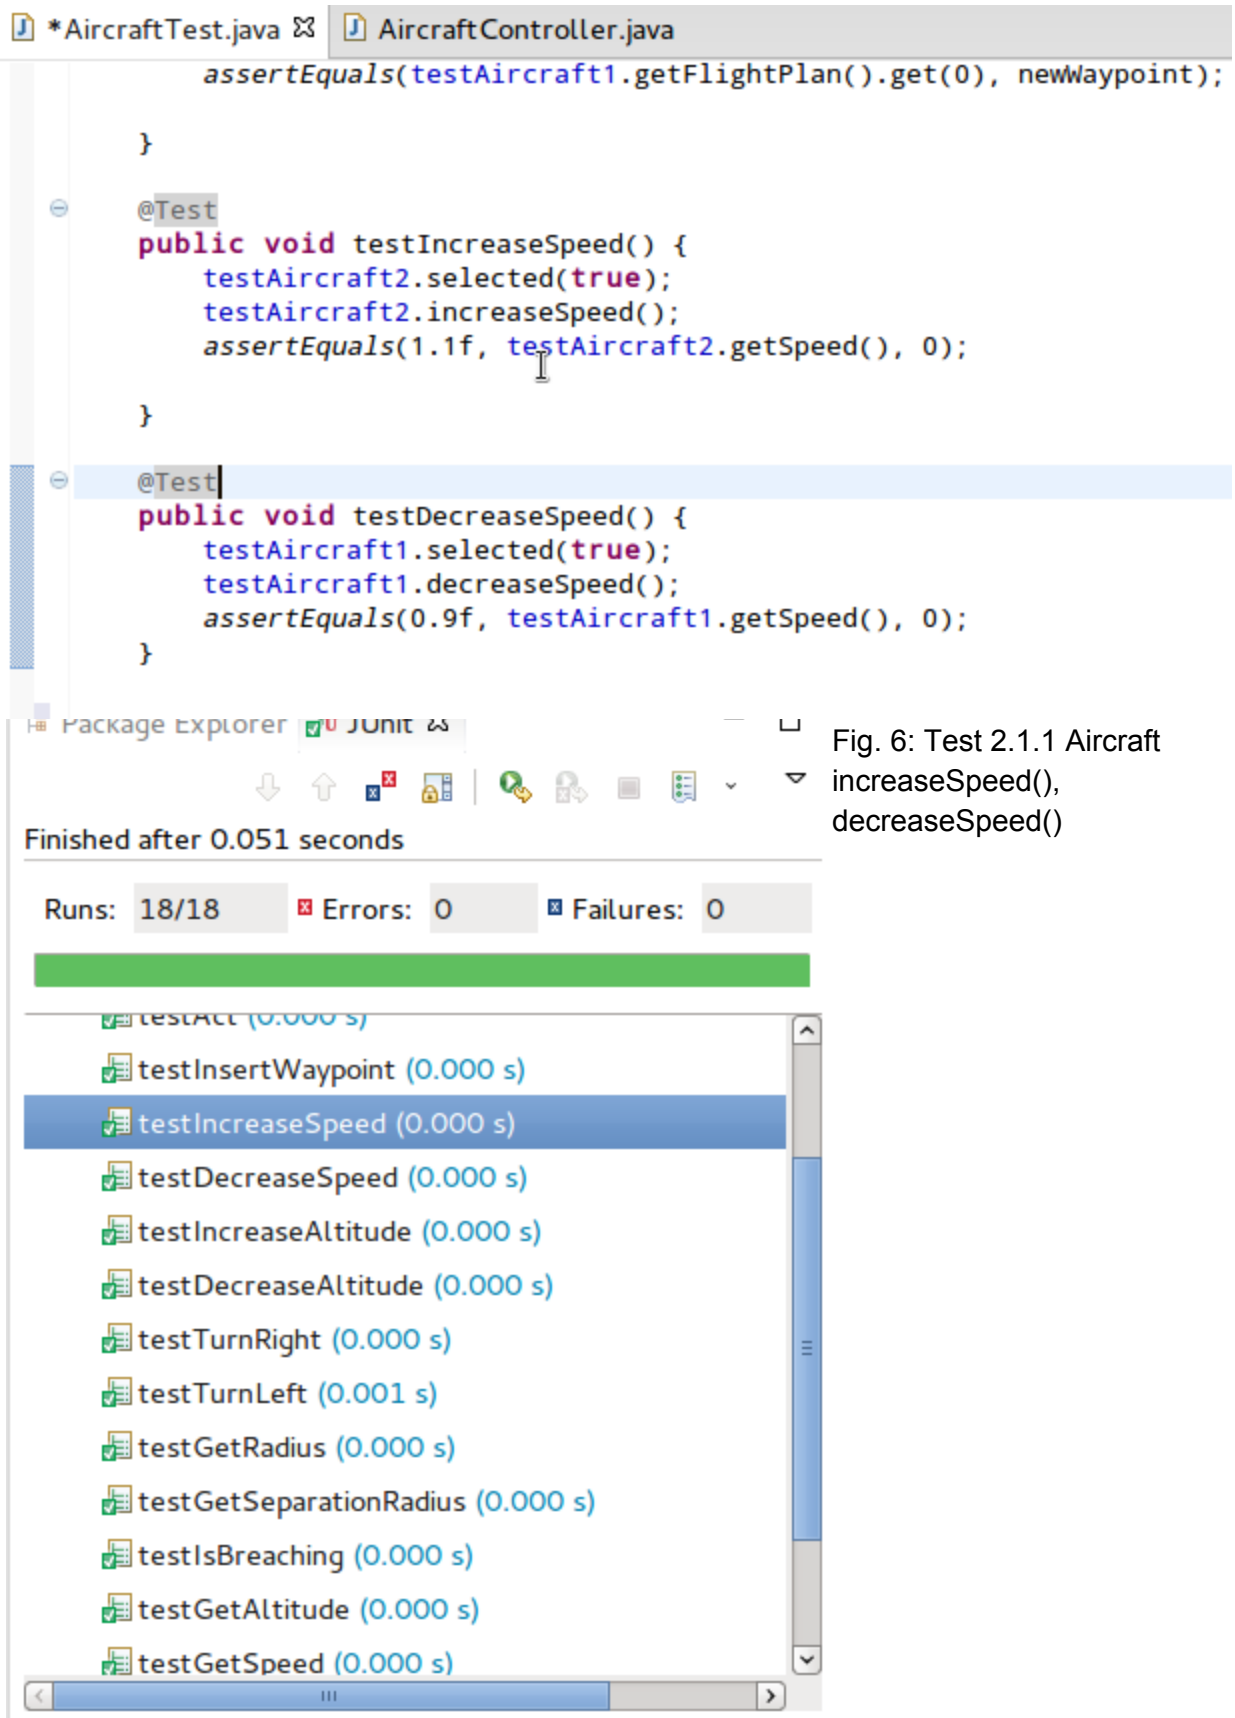 *AircraftTest.java
AircraftController.java
assertEquals(testAircraft1.getFlightPlan().get(0), newWaypoint);
}
@Test
public void testIncreaseSpeed() {
testAircraft2.selected(true);
testAircraft2.increaseSpeed();
assertEquals(1.1f, testAircraft2.getSpeed(), 0);
}
@Test
public void testDecreaseSpeed() {
testAircraft1.selected(true);
testAircraft1.decreaseSpeed();
assertEquals(0.9f, testAircraft1.getSpeed(), 0);
}
Package Explorer JUnit
Fig. 6: Test 2.1.1 Aircraft
increaseSpeed(),
decreaseSpeed()
Finished after 0.051 seconds
Runs: 18/18 Errors: 0 Failures: 0
testAct (0.000 s)
testInsertWaypoint (0.000 s)
testIncreaseSpeed (0.000 s)
testDecreaseSpeed (0.000 s)
testIncreaseAltitude (0.000 s)
testDecreaseAltitude (0.000 s)
testTurnRight (0.000 s)
testTurnLeft (0.001 s)
testGetRadius (0.000 s)
testGetSeparationRadius (0.000 s)
testIsBreaching (0.000 s)
testGetAltitude (0.000 s)
testGetSpeed (0.000 s)